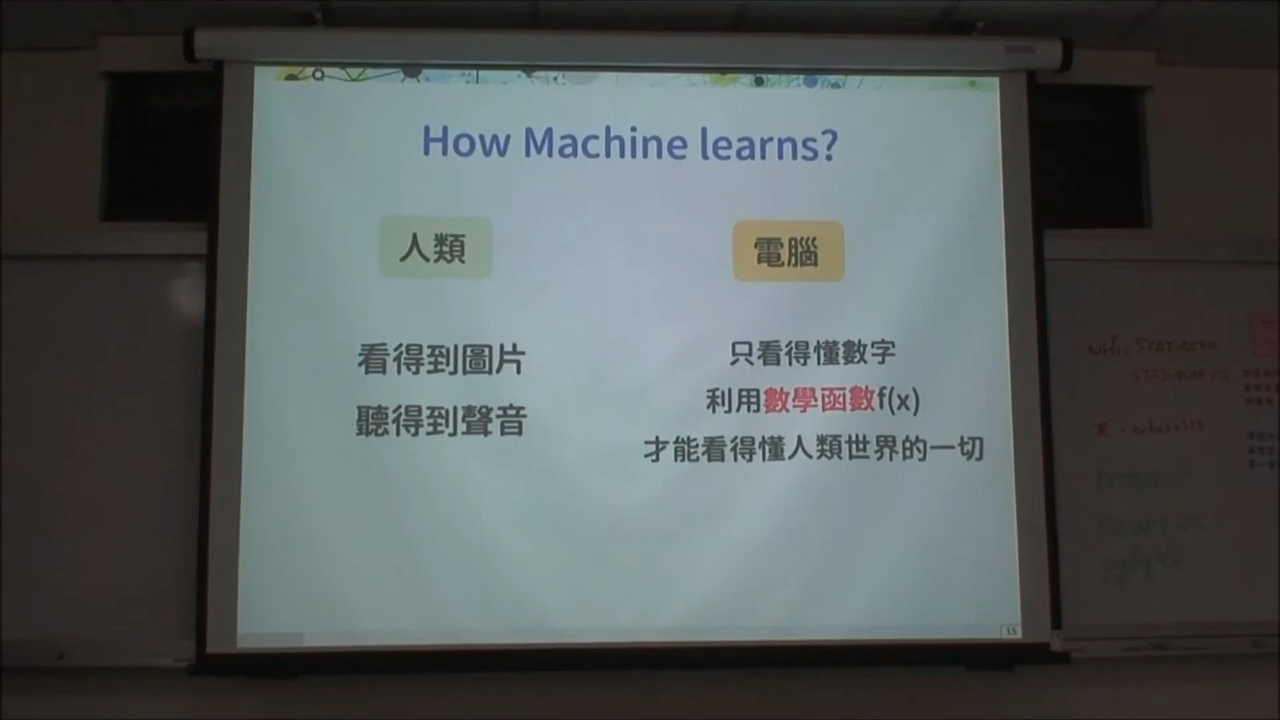 How Machine learns?
人類
看得到圖片
聽得到聲音
電腦
只看得懂數字
利用數學函數f(x)
才能看得懂人類世界的一切
15